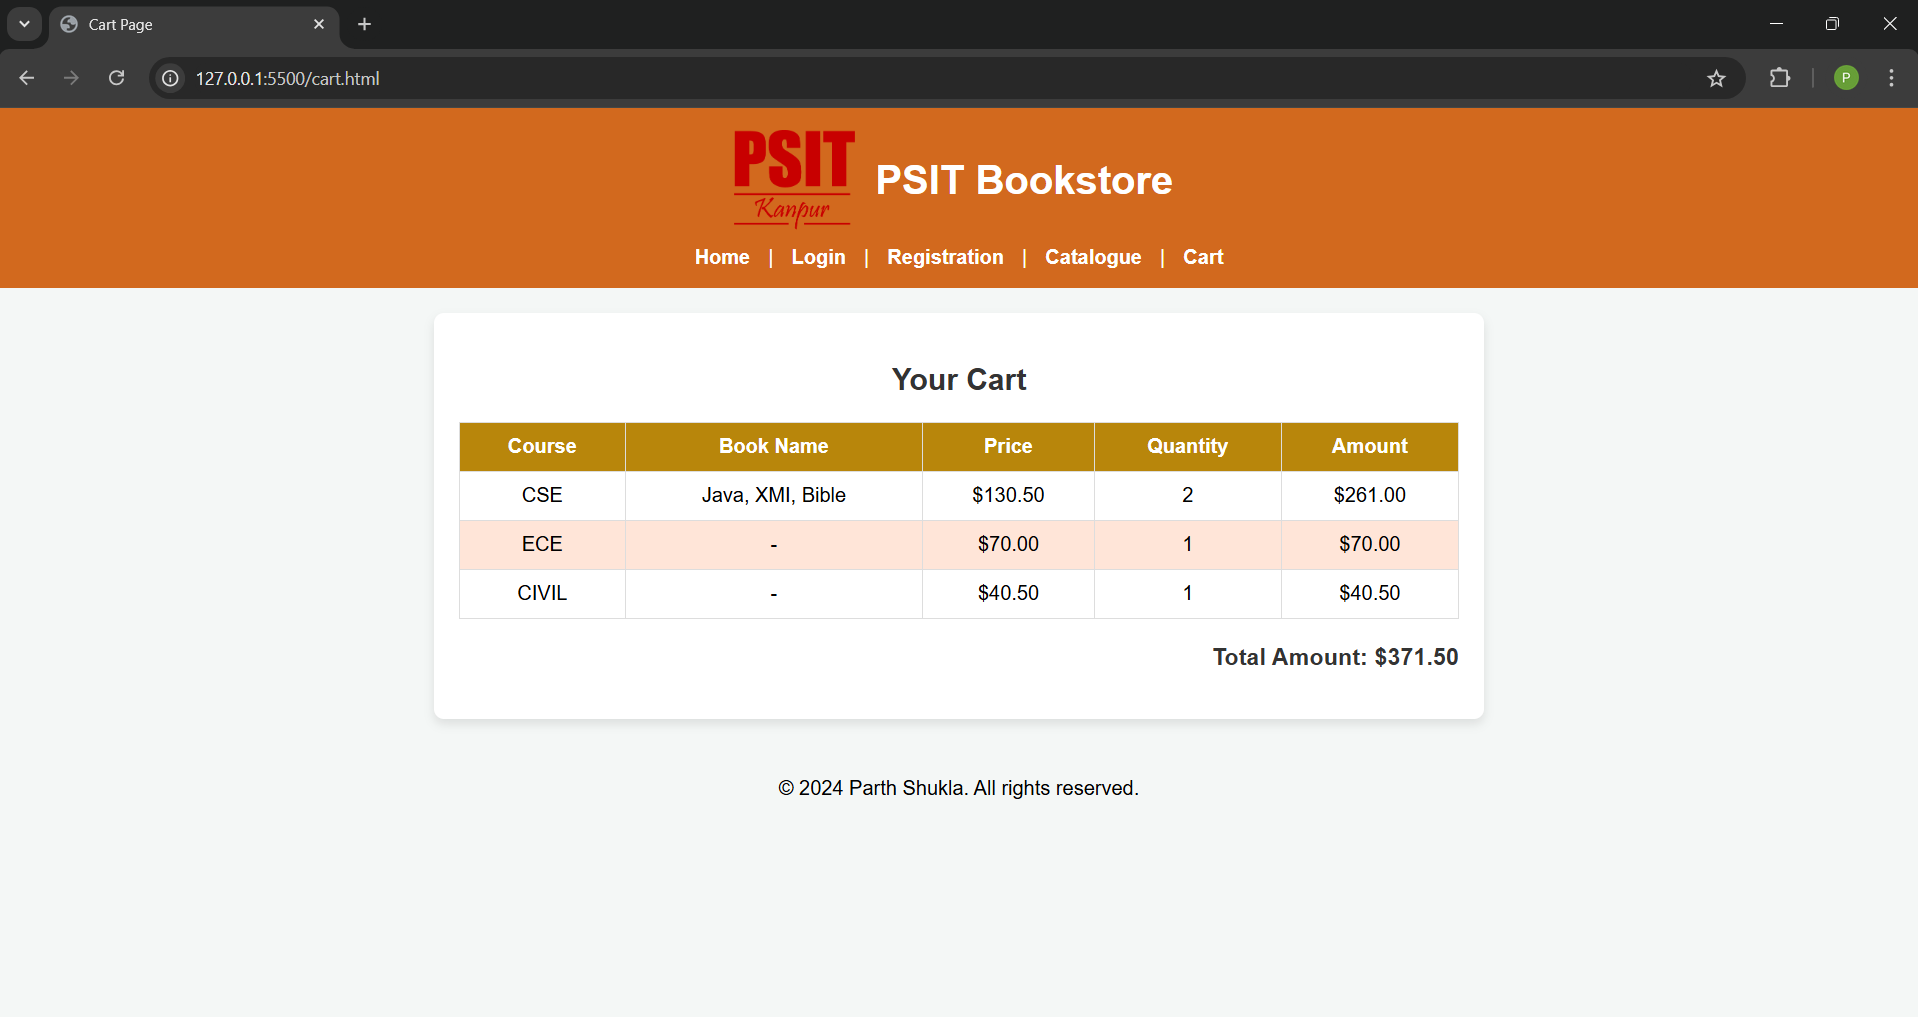 Cart Page
127.0.0.1:5500/cart.html
P
PSIT
Kanpur
PSIT Bookstore
Home | Login | Registration | Catalogue | Cart
Your Cart
Course Book Name Price Quantity Amount
CSE Java, XMI, Bible $130.50 2 $261.00
ECE - $70.00 1 $70.00
CIVIL - $40.50 1 $40.50
Total Amount: $371.50
© 2024 Parth Shukla. All rights reserved.